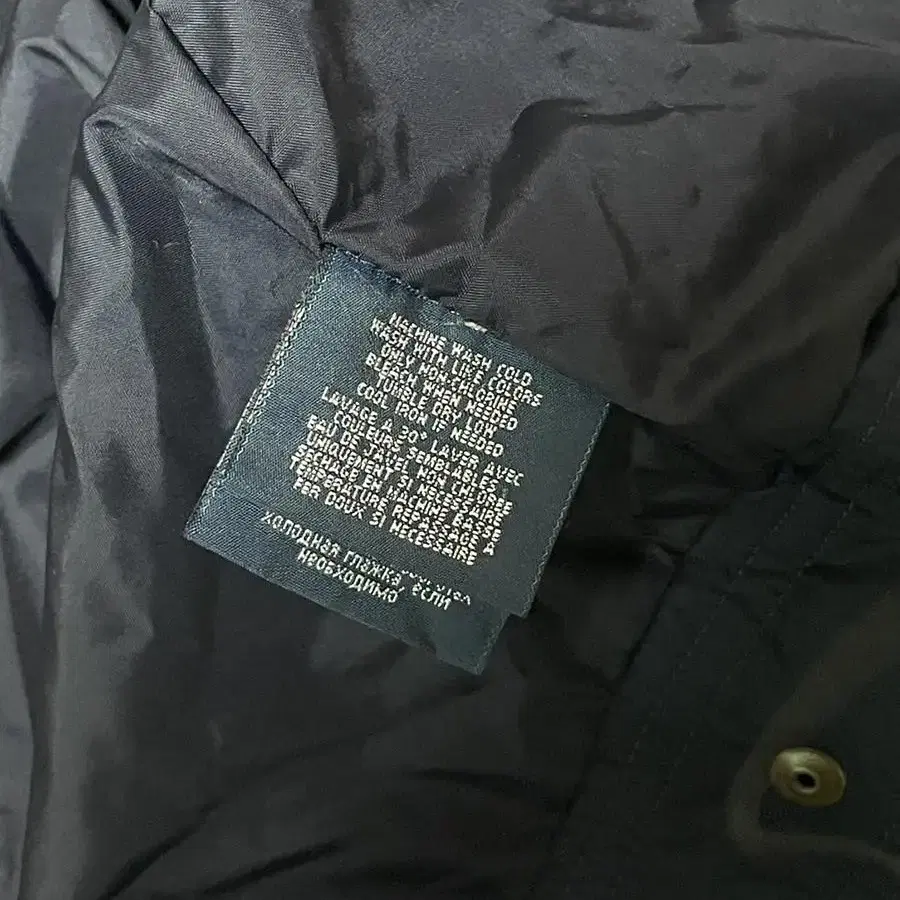 MACHINE WASH COLD
WASH WITH LIKE COLORS
ONLY NON-CHLORINE
BLEACH WHEN NEEDED
TUMBLE DRY LOW
COOL IRON IF NEEDED
LAVAGE A 30° LAVER AVEC
COULEURS SEMBLABLES
EAU DE JAVEL NON CHLOREE
UNIQUEMENT SI NECESSAIRE
SECHAGE EN MACHINE BASSE
TEMPERATURE REPASSAGE A
FER DOUX SI NECESSAIRE
ХОЛОДНАЯ ГЛАЖКА, ЕСЛИ
НЕОБХОДИМО